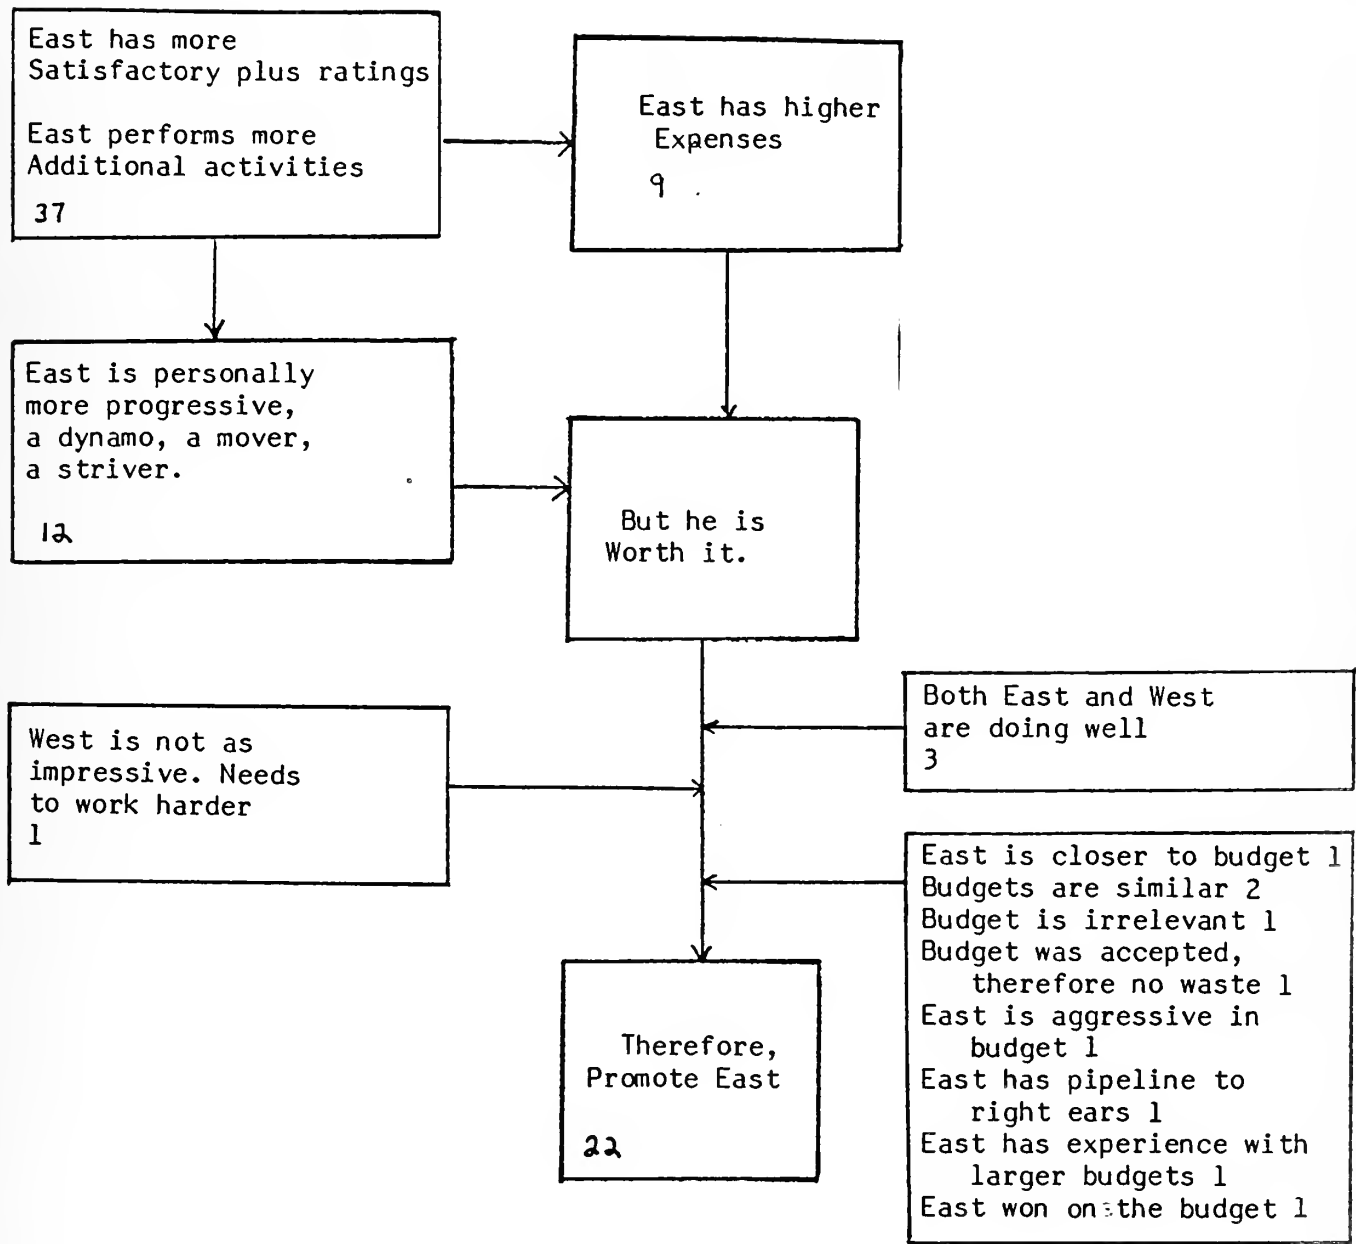 East has more
Satisfactory plus ratings
East performs more
Additional activities
37
East has higher
Expenses
9
East is personally
more progressive,
a dynamo, a mover,
a striver.
12
But he is
Worth it.
West is not as
impressive. Needs
to work harder
1
Both East and West
are doing well
3
East is closer to budget 1
Budgets are similar 2
Budget is irrelevant 1
Budget was accepted,
therefore no waste 1
East is aggressive in
budget 1
East has pipeline to
right ears 1
East has experience with
larger budgets 1
East won on the budget 1
Therefore,
Promote East
22